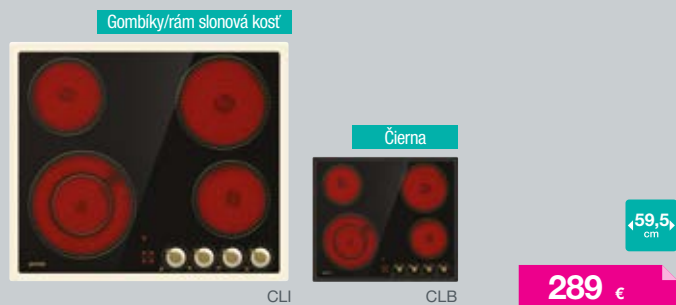 Gombíky/rám slonová kosť
Čierna
59,5
cm
CLI
CLB
289 €